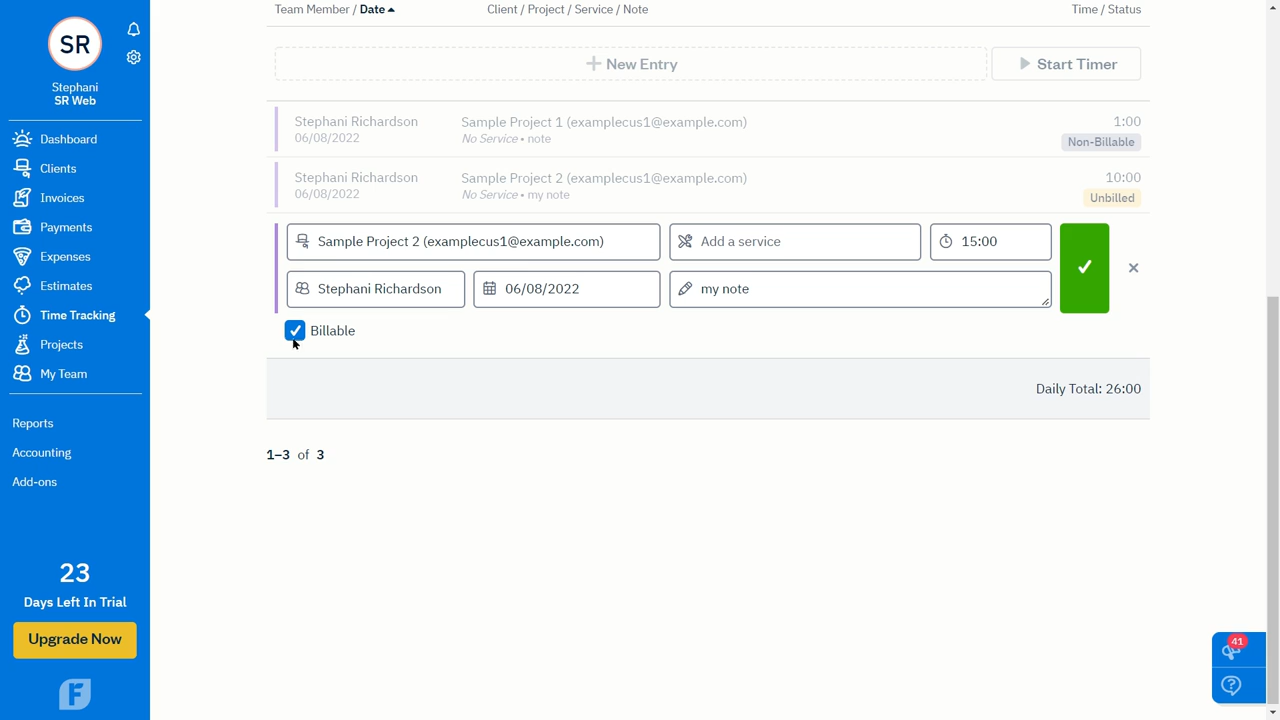 SR
Stephani
SR Web
Dashboard
Clients
Invoices
Payments
Expenses
Estimates
Time Tracking
Projects
My Team
Reports
Accounting
Add-ons
23
Days Left In Trial
Upgrade Now
Team Member / Date Client / Project / Service / Note Time / Status
New Entry Start Timer
Stephani Richardson Sample Project 1 (examplecus1@example.com) 1:00
06/08/2022 No Service • note Non-Billable
Stephani Richardson Sample Project 2 (examplecus1@example.com) 10:00
06/08/2022 No Service • my note Unbilled
Sample Project 2 (examplecus1@example.com) Add a service 15:00
Stephani Richardson 06/08/2022 my note
Billable
Daily Total: 26:00
1–3 of 3
41